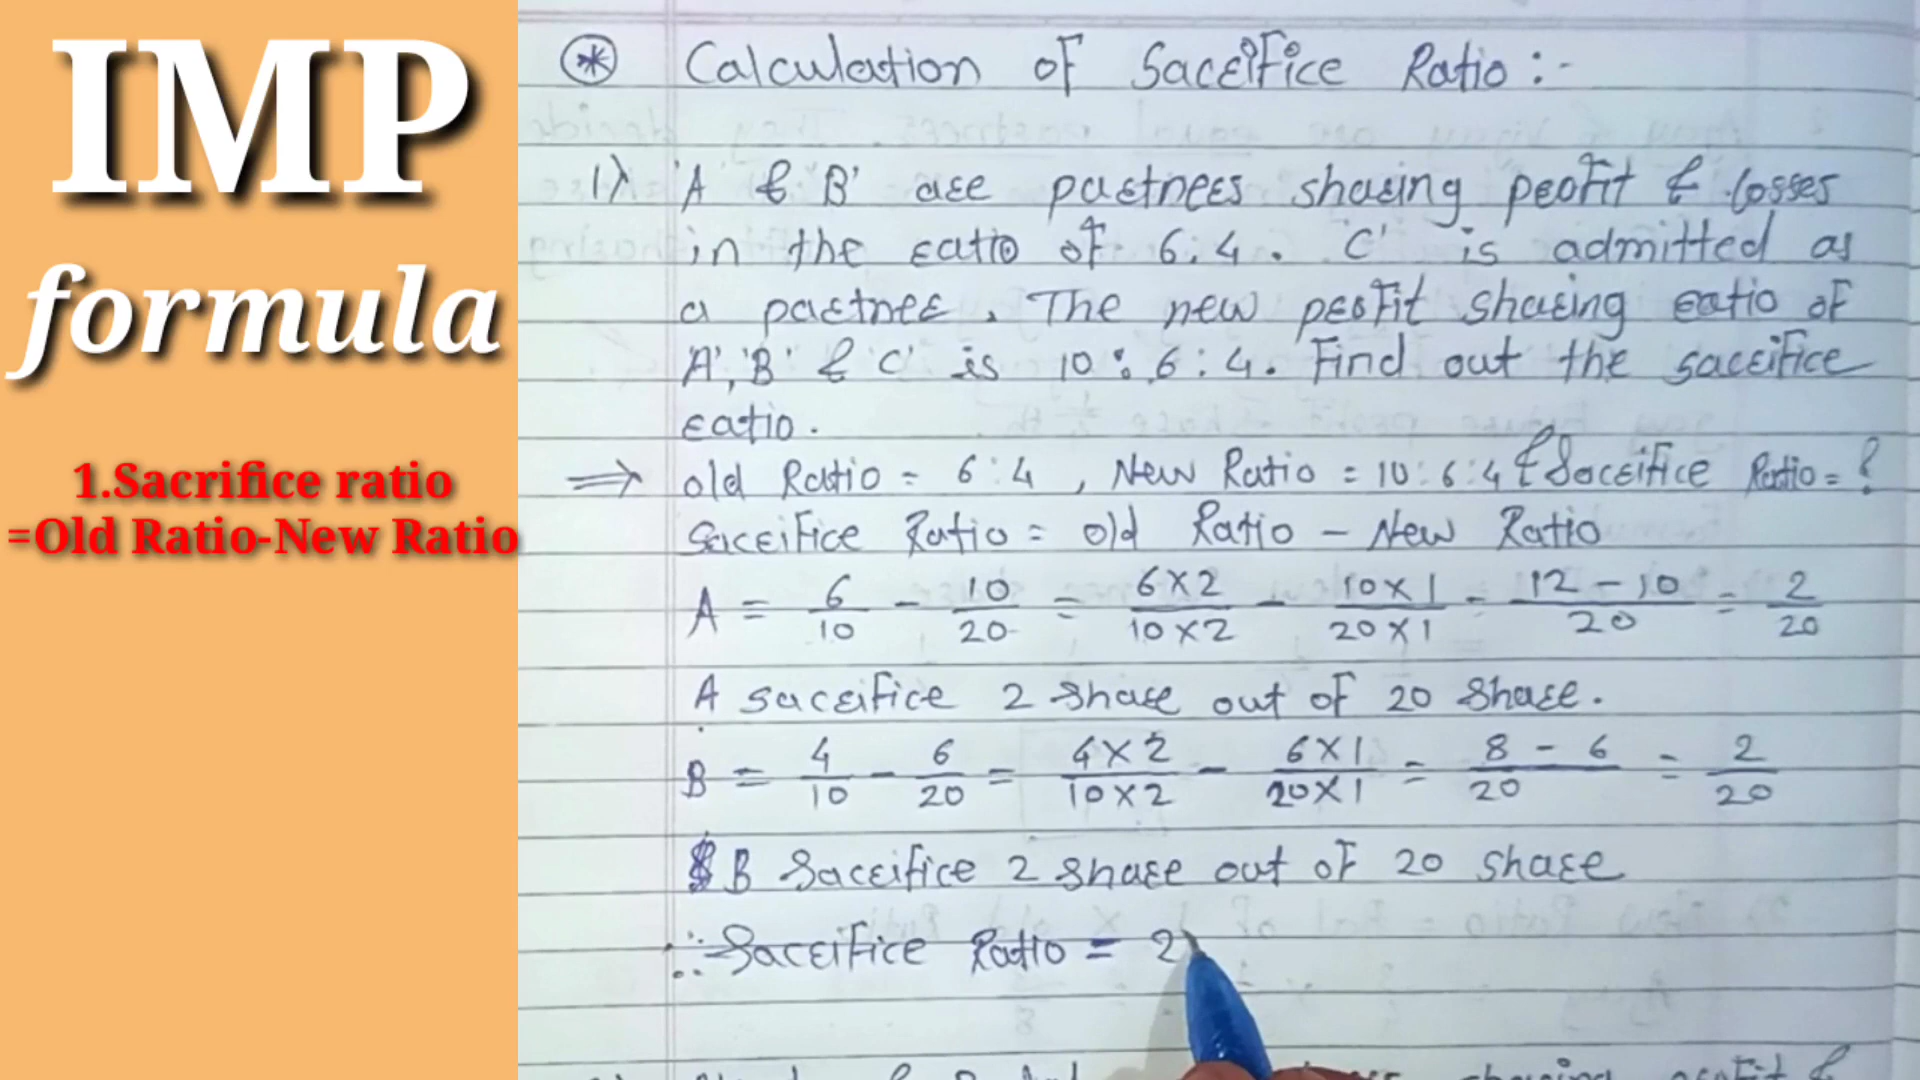 IMP
formula
1.Sacrifice ratio
=Old Ratio-New Ratio
* Calculation of Sacrifice Ratio :-
1) 'A & B' are partners sharing profit & losses
in the ratio of 6:4. 'C' is admitted as
a partner. The new profit sharing ratio of
'A', 'B' & 'C' is 10:6:4. Find out the sacrifice
ratio.
⇒ old Ratio = 6:4, New Ratio = 10:6:4 & Sacrifice Ratio = ?
Sacrifice Ratio = old Ratio - New Ratio
A = 6/10 - 10/20 = 6×2/10×2 - 10×1/20×1 = 12-10/20 = 2/20
A sacrifice 2 share out of 20 share.
B = 4/10 - 6/20 = 4×2/10×2 - 6×1/20×1 = 8-6/20 = 2/20
B Sacrifice 2 share out of 20 share
∴ Sacrifice Ratio = 2